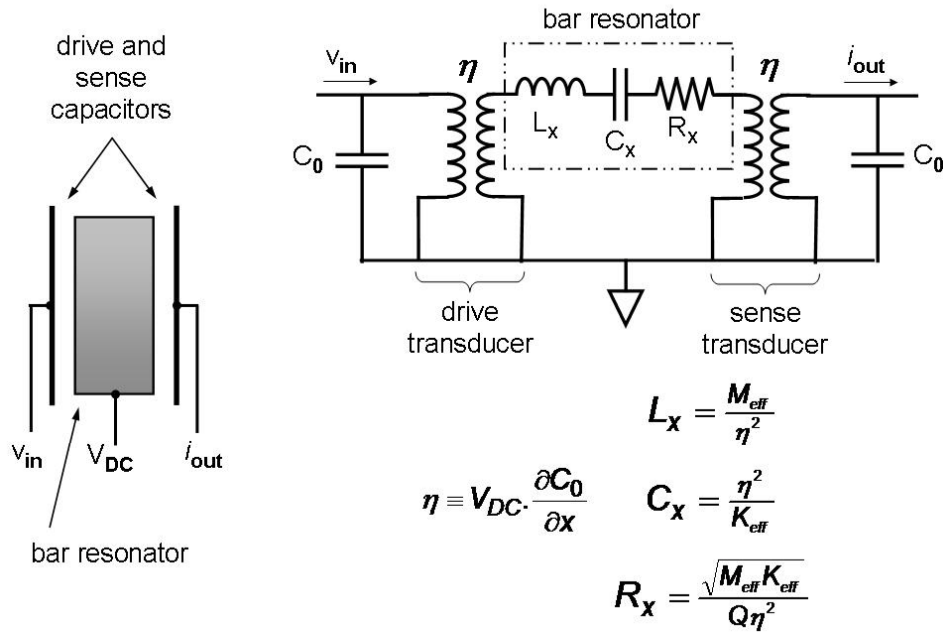 drive and
sense
capacitors
v_in
V_DC
i_out
bar resonator
bar resonator
v_in
η
η
i_out
L_x
C_x
R_x
C_0
C_0
drive
transducer
sense
transducer
L_x = M_eff / η^2
η ≡ V_DC. ∂C_0 / ∂x
C_x = η^2 / K_eff
R_x = √(M_eff K_eff) / Qη^2